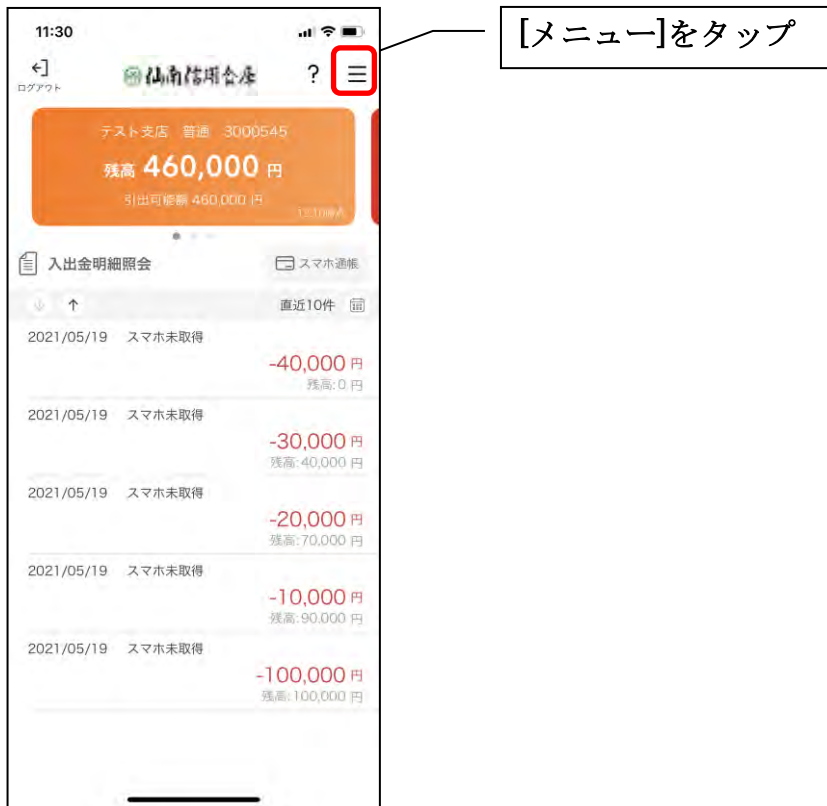 11:30
[メニュー]をタップ
ログアウト
仙南信用金庫
?
テスト支店 普通 3000545
残高 460,000 円
引出可能額 460,000 円
入出金明細照会
スマホ通帳
直近10件
2021/05/19 スマホ未取得
-40,000 円
残高:0 円
2021/05/19 スマホ未取得
-30,000 円
残高:40,000 円
2021/05/19 スマホ未取得
-20,000 円
残高:70,000 円
2021/05/19 スマホ未取得
-10,000 円
残高:90,000 円
2021/05/19 スマホ未取得
-100,000 円
残高:100,000 円